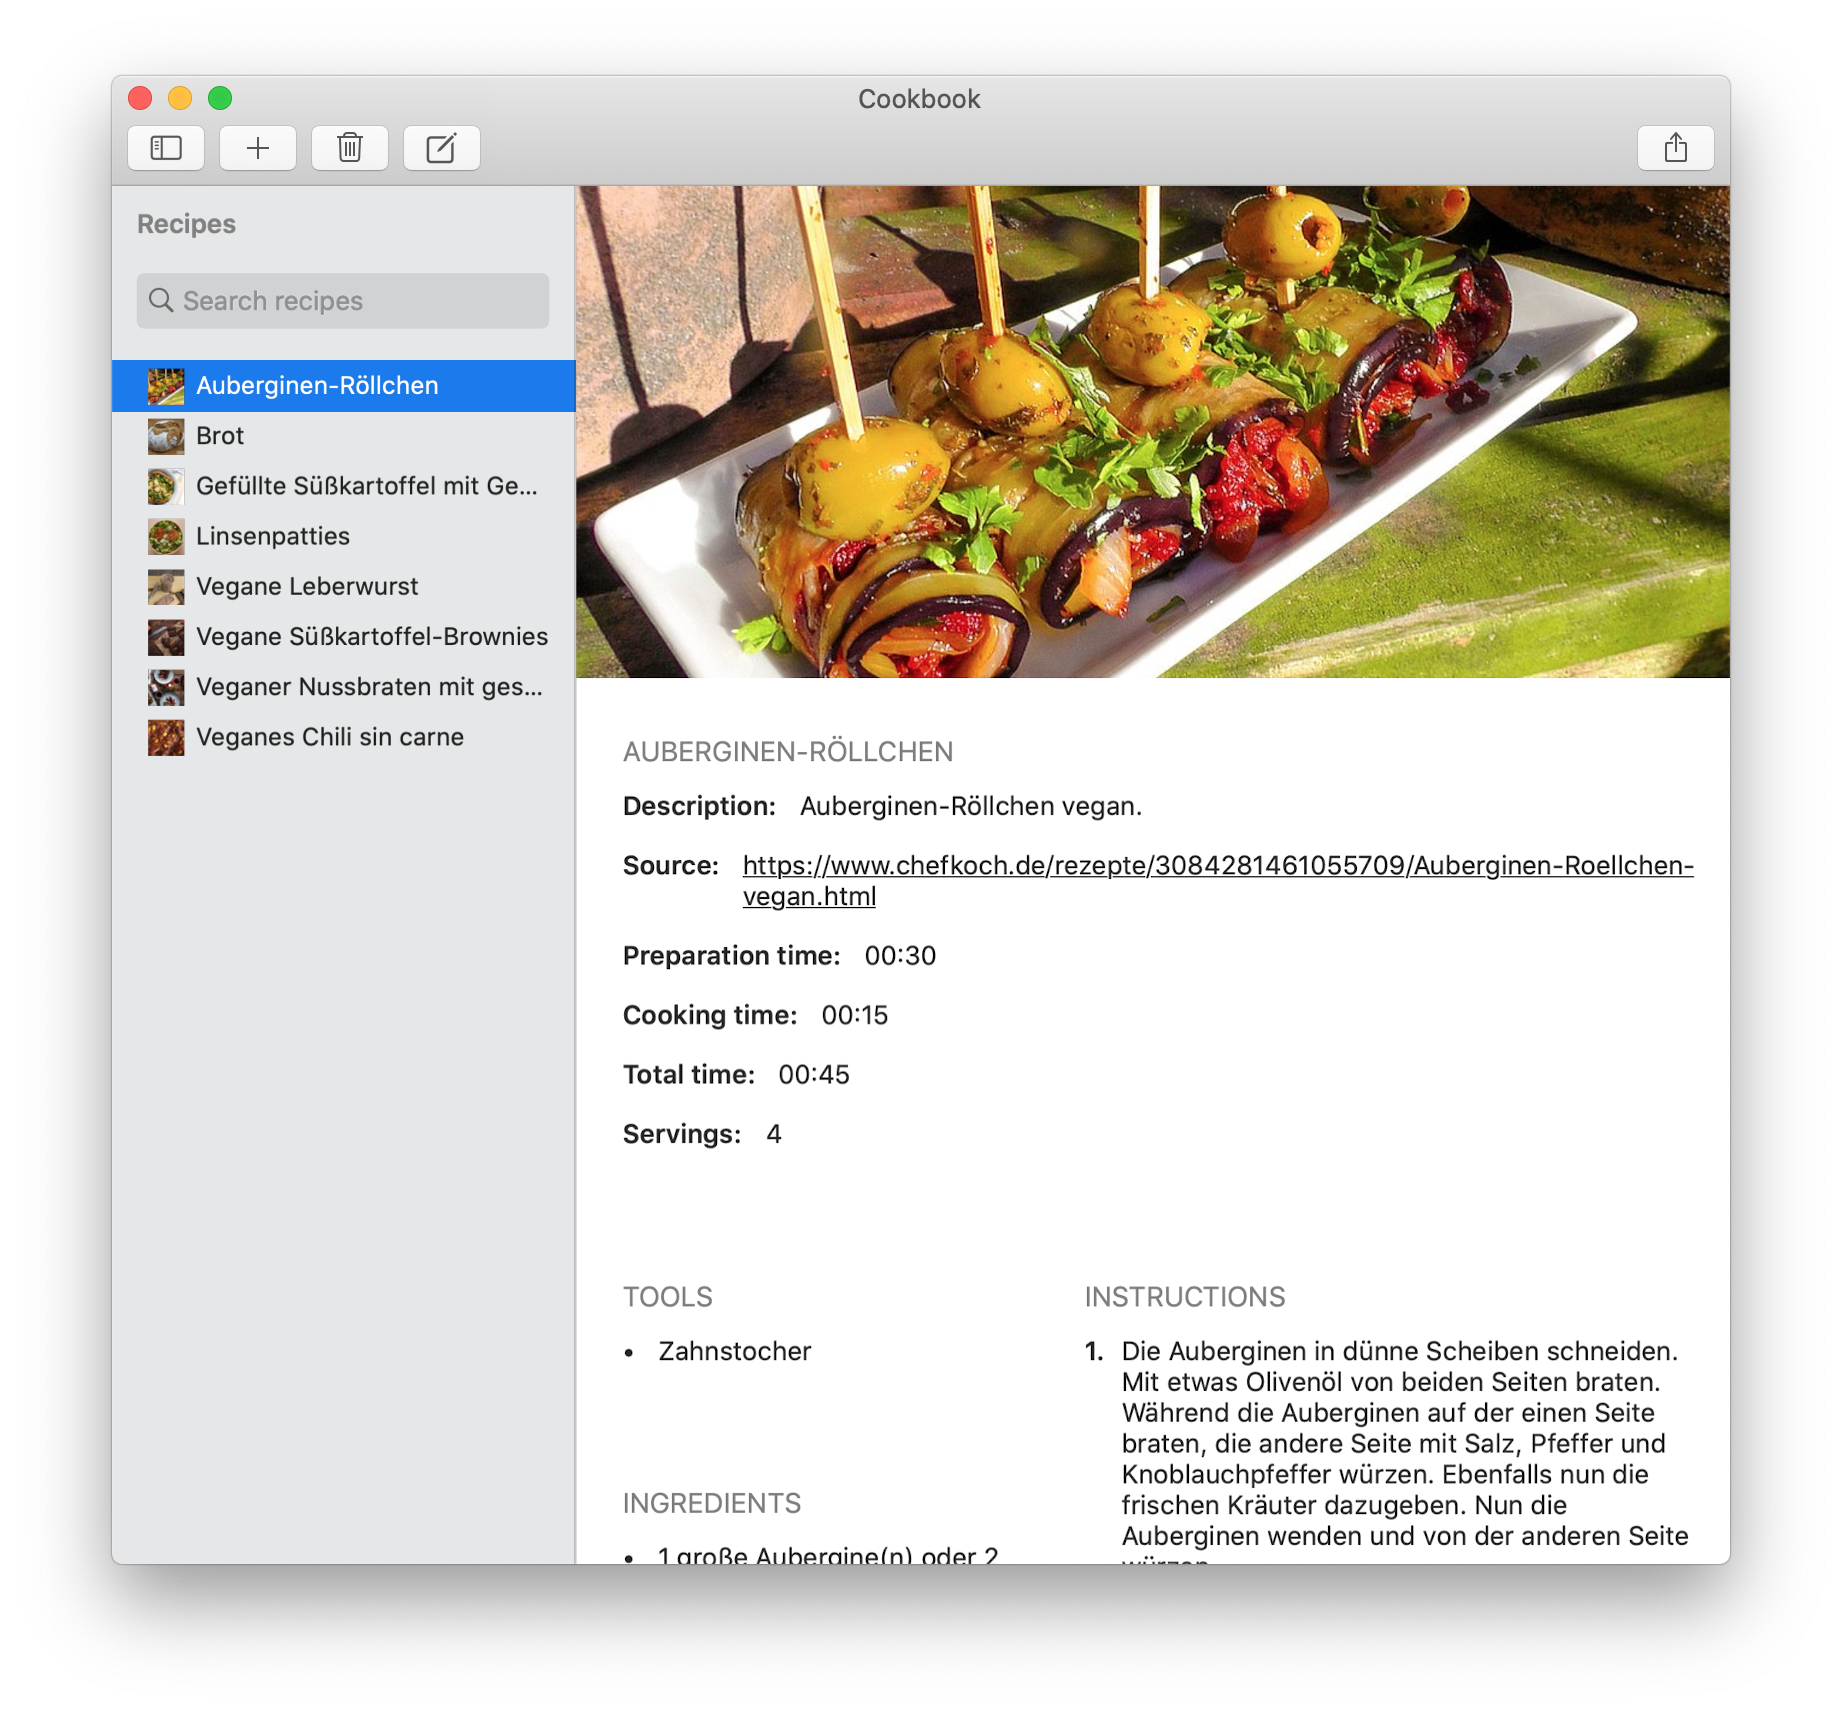 Cookbook
Recipes
Search recipes
Auberginen-Röllchen
Brot
Gefüllte Süßkartoffel mit Ge...
Linsenpatties
Vegane Leberwurst
Vegane Süßkartoffel-Brownies
Veganer Nussbraten mit ges...
Veganes Chili sin carne
AUBERGINEN-RÖLLCHEN
Description: Auberginen-Röllchen vegan.
Source: https://www.chefkoch.de/rezepte/3084281461055709/Auberginen-Roellchen-
vegan.html
Preparation time: 00:30
Cooking time: 00:15
Total time: 00:45
Servings: 4
TOOLS
• Zahnstocher
INGREDIENTS
• 1 große Aubergine(n) oder 2
INSTRUCTIONS
1. Die Auberginen in dünne Scheiben schneiden.
Mit etwas Olivenöl von beiden Seiten braten.
Während die Auberginen auf der einen Seite
braten, die andere Seite mit Salz, Pfeffer und
Knoblauchpfeffer würzen. Ebenfalls nun die
frischen Kräuter dazugeben. Nun die
Auberginen wenden und von der anderen Seite
würzen.